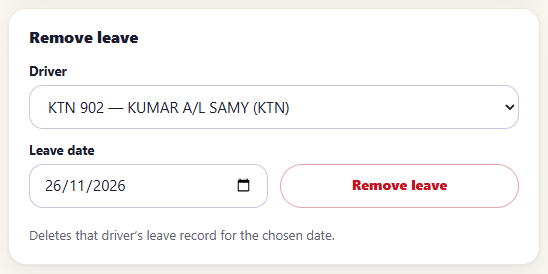 Remove leave
Driver
KTN 902 — KUMAR A/L SAMY (KTN)
Leave date
26/11/2026
Remove leave
Deletes that driver's leave record for the chosen date.